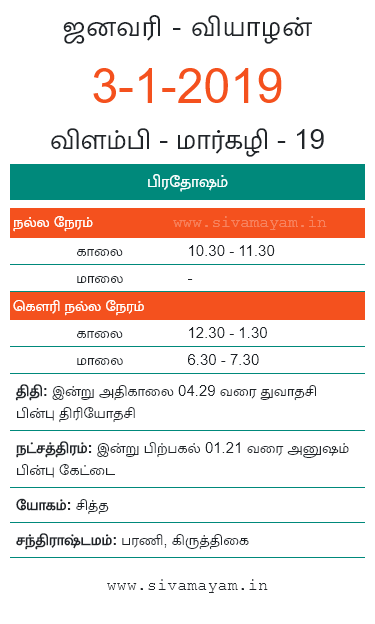 ஜனவரி - வியாழன்
3-1-2019
விளம்பி - மார்கழி - 19
பிரதோஷம்
நல்ல நேரம் www.sivamayam.in
காலை 10.30 - 11.30
மாலை -
கௌரி நல்ல நேரம்
காலை 12.30 - 1.30
மாலை 6.30 - 7.30
திதி: இன்று அதிகாலை 04.29 வரை துவாதசி
பின்பு திரியோதசி
நட்சத்திரம்: இன்று பிற்பகல் 01.21 வரை அனுஷம்
பின்பு கேட்டை
யோகம்: சித்த
சந்திராஷ்டமம்: பரணி, கிருத்திகை
www.sivamayam.in